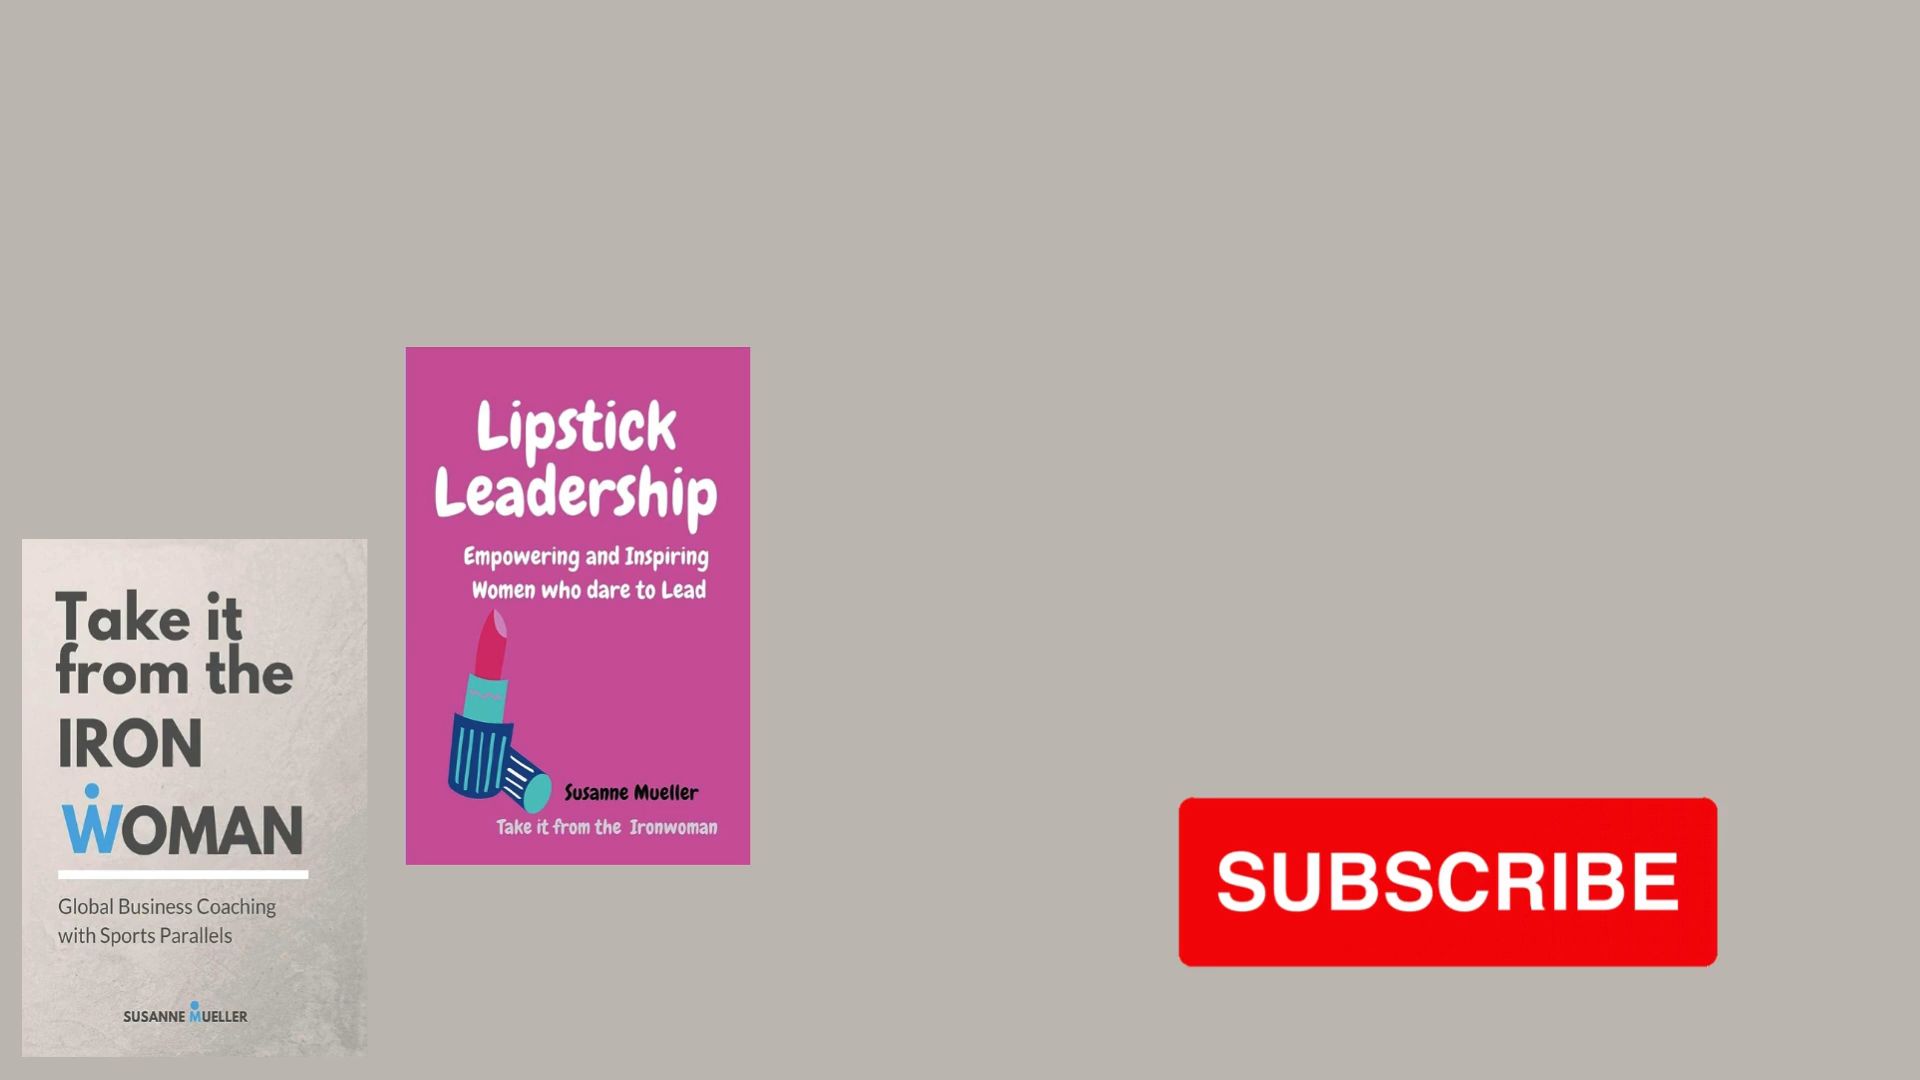 Lipstick
Leadership
Empowering and Inspiring
Women who dare to Lead
Susanne Mueller
Take it from the Ironwoman
Take it
from the
IRON
WOMAN
Global Business Coaching
with Sports Parallels
SUSANNE MUELLER
SUBSCRIBE